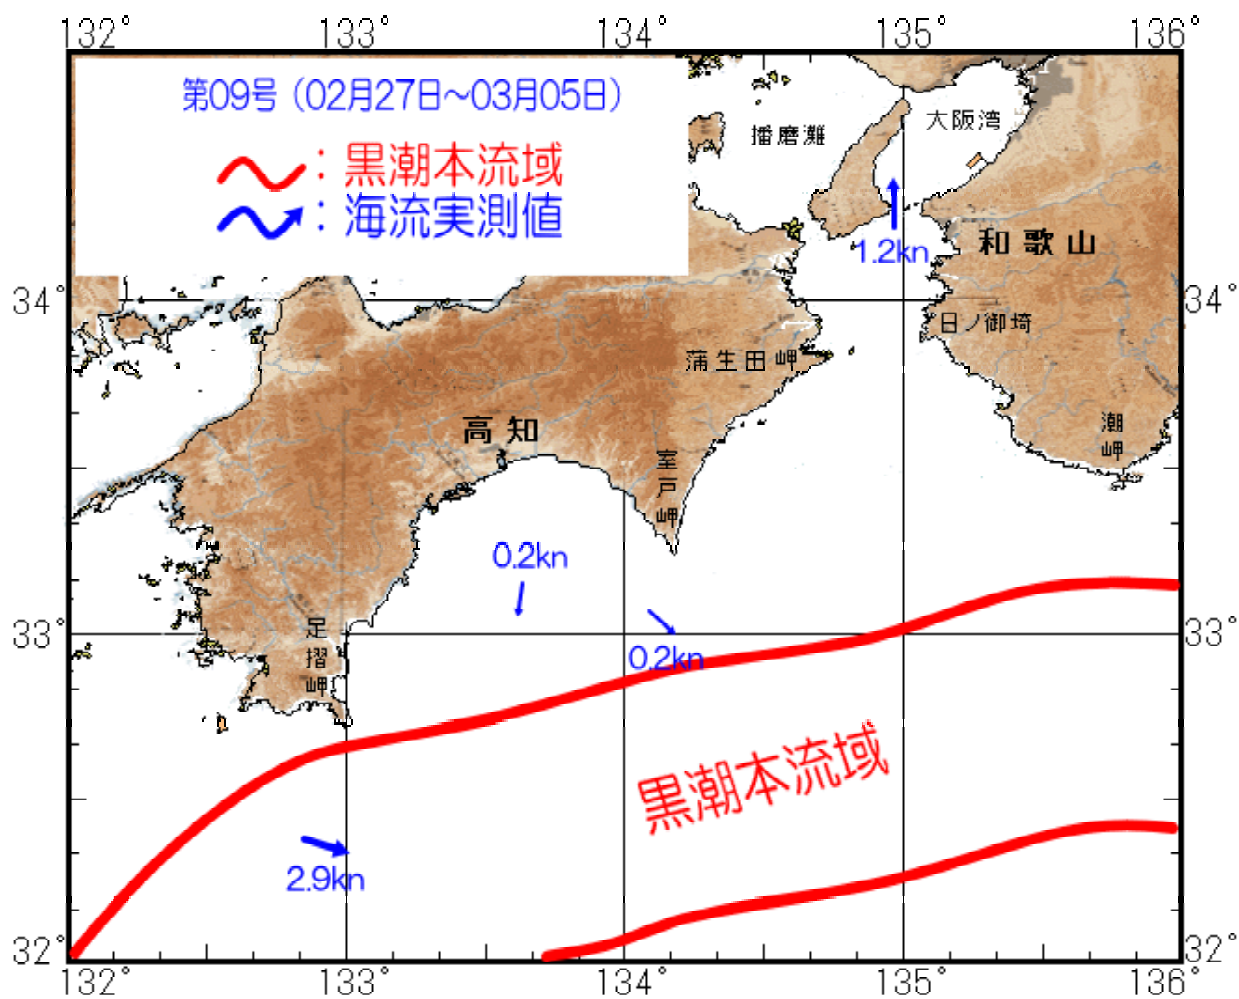 132° 133° 134° 135° 136°
第09号（02月27日～03月05日）
：黒潮本流域
：海流実測値
大阪湾
播磨灘
1.2kn
和歌山
34° 34°
日ノ御埼
蒲生田岬
潮岬
高知
室戸岬
0.2kn
33° 33°
足摺岬
0.2kn
黒潮本流域
2.9kn
32° 32°
132° 133° 134° 135° 136°